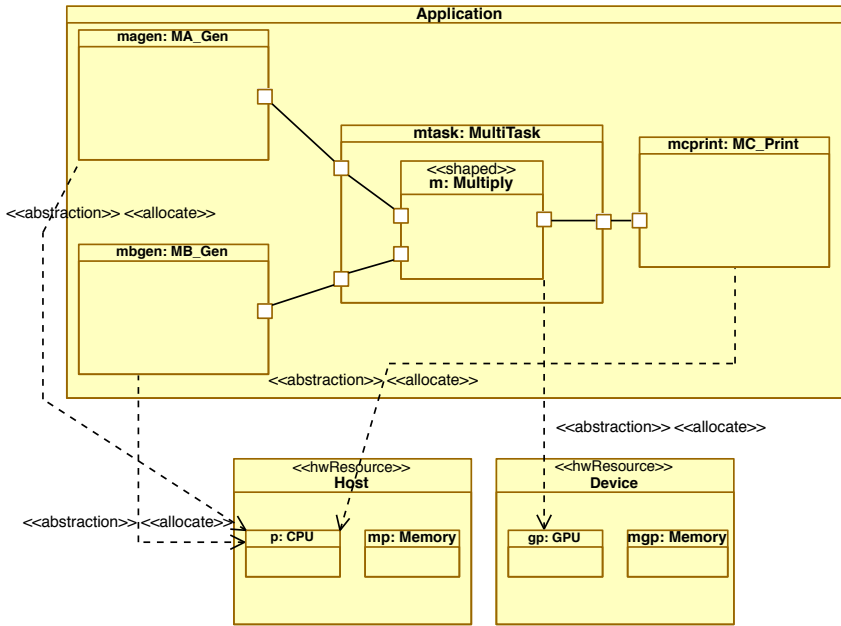 Application
magen: MA_Gen
mtask: MultiTask
mcprint: MC_Print
<<shaped>>
m: Multiply
<<abstraction>> <<allocate>>
mbgen: MB_Gen
<<abstraction>> <<allocate>>
<<abstraction>> <<allocate>>
<<hwResource>>
Host
<<hwResource>>
Device
<<abstraction>> <<allocate>>
p: CPU
mp: Memory
gp: GPU
mgp: Memory